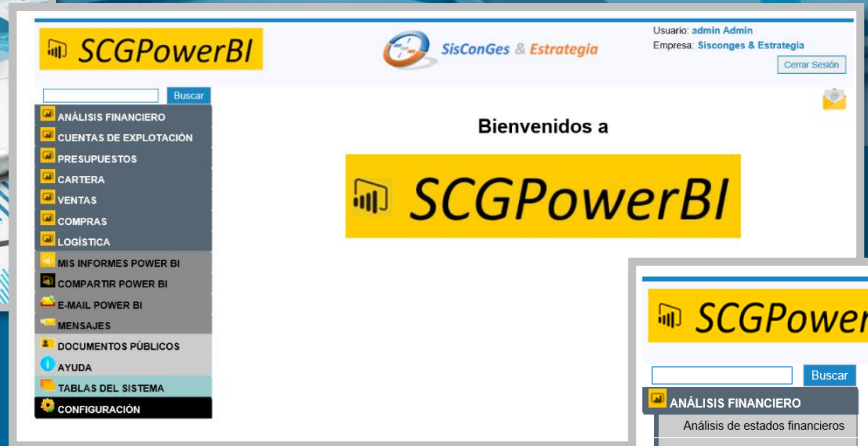 SCGPowerBI
SisConGes & Estrategia
Usuario: admin Admin
Empresa: Sisconges & Estrategia
Cerrar Sesión
Buscar
ANÁLISIS FINANCIERO
CUENTAS DE EXPLOTACIÓN
PRESUPUESTOS
CARTERA
VENTAS
COMPRAS
LOGÍSTICA
MIS INFORMES POWER BI
COMPARTIR POWER BI
E-MAIL POWER BI
MENSAJES
DOCUMENTOS PÚBLICOS
AYUDA
TABLAS DEL SISTEMA
CONFIGURACIÓN
Bienvenidos a
SCGPowerBI
SCGPower
Buscar
ANÁLISIS FINANCIERO
Análisis de estados financieros